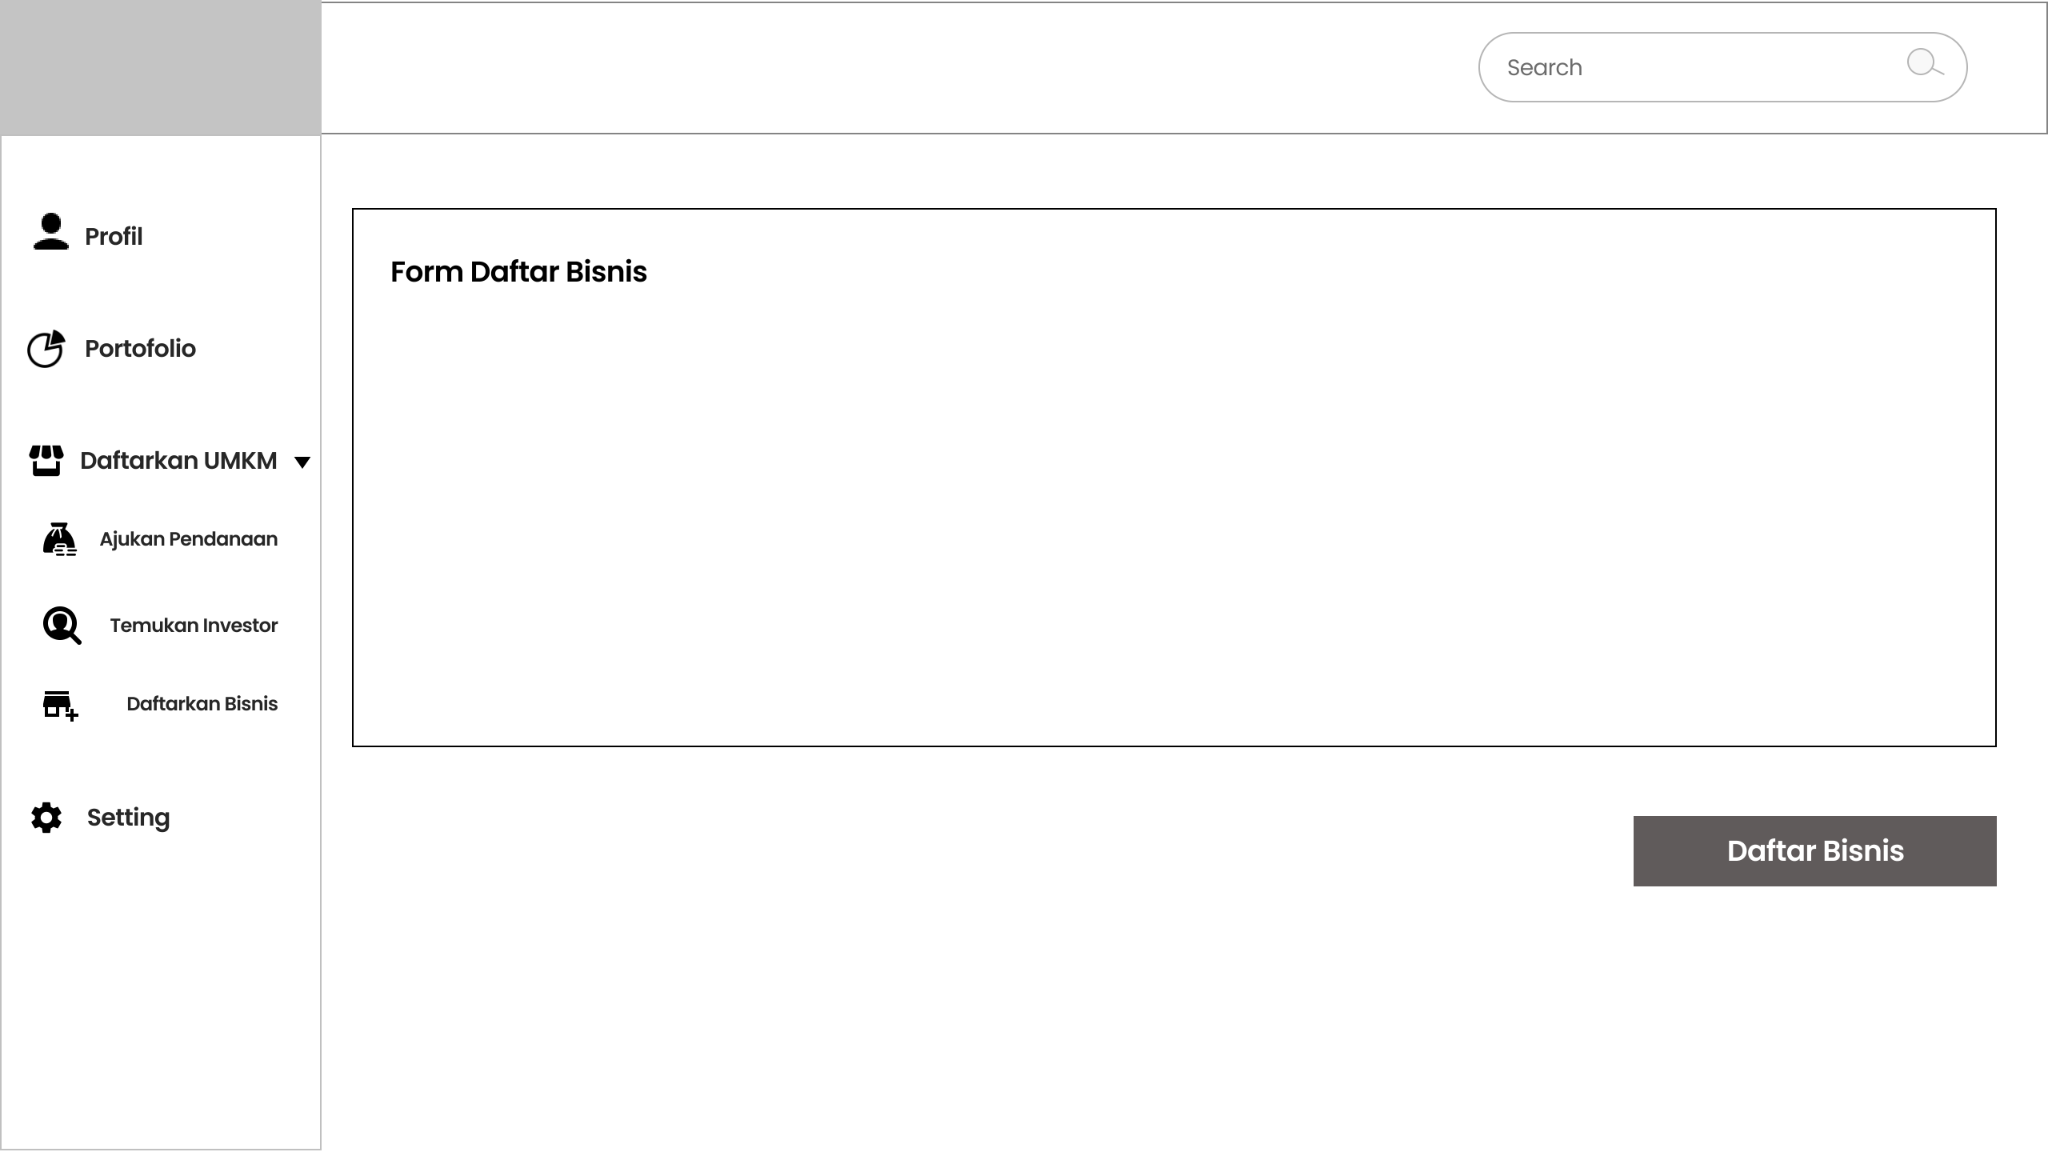 Search
Profil
Portofolio
Daftarkan UMKM
Ajukan Pendanaan
Temukan Investor
Daftarkan Bisnis
Setting
Form Daftar Bisnis
Daftar Bisnis